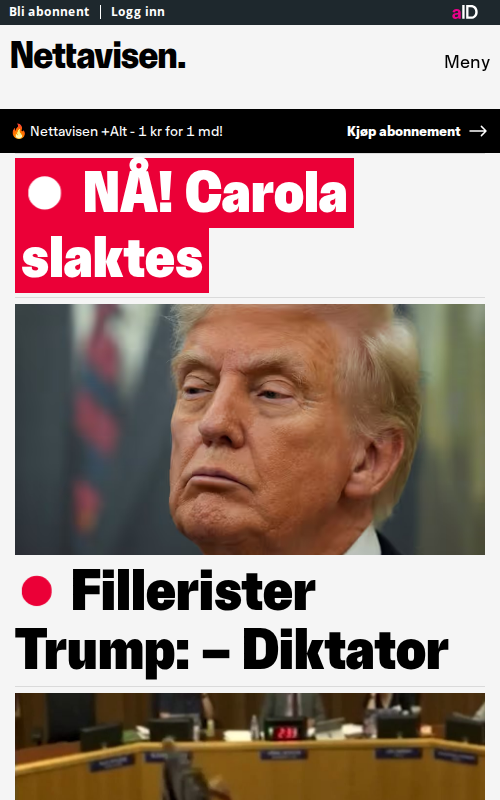 Bli abonnent | Logg inn
aID
Nettavisen.
Meny
🔥 Nettavisen +Alt - 1 kr for 1 md!
Kjøp abonnement →
NÅ! Carola
slaktes
Fillerister
Trump: – Diktator
2:33